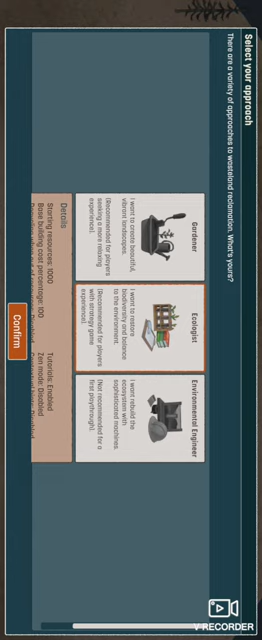 Select your approach
There are a variety of approaches to wasteland reclamation. What's yours?
Gardener
I want to create beautiful,
vibrant landscapes.
(Recommended for players
seeking a more relaxing
experience).
Ecologist
I want to restore
biodiversity and balance
to the environment.
(Recommended for players
with strategy game
experience).
Environmental Engineer
I want rebuild the
ecosystem with
sophisticated machines.
(Not recommended for a
first playthrough).
Details
Starting resources: 1000
Base building cost percentage: 100
Tutorials: Enabled
Zen mode: Disabled
Confirm
V RECORDER